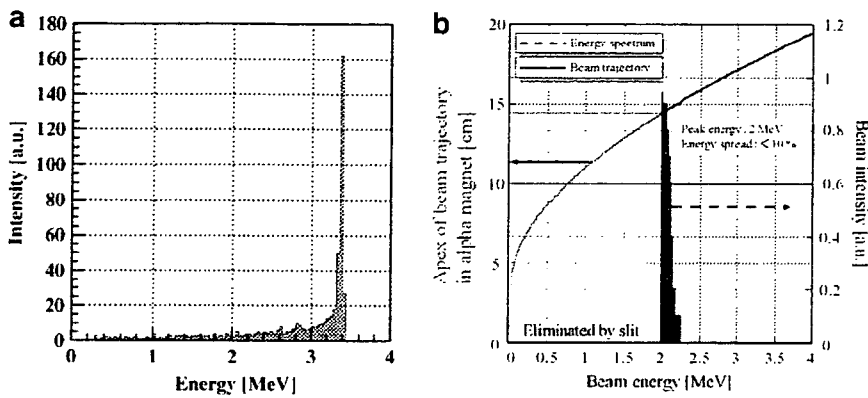 a
180
160
140
120
100
80
60
40
20
0
0 1 2 3 4
Intensity [a.u.]
Energy [MeV]
b
20
15
10
5
0
0 0.5 1 1.5 2 2.5 3 3.5 4
1.2
1
0.8
0.6
0.4
0.2
0
Apex of beam trajectory
in alpha magnet [cm]
Energy spectrum
Beam trajectory
Peak energy: 2 MeV
Energy spread: <10%
Eliminated by slit
Beam energy [MeV]
Beam intensity [a.u.]